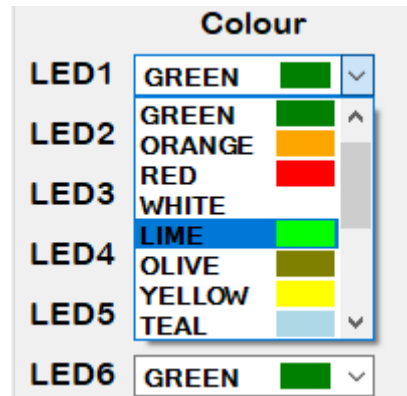 Colour
LED1 GREEN
GREEN
LED2 ORANGE
RED
LED3 WHITE
LIME
LED4 OLIVE
YELLOW
LED5 TEAL
LED6 GREEN